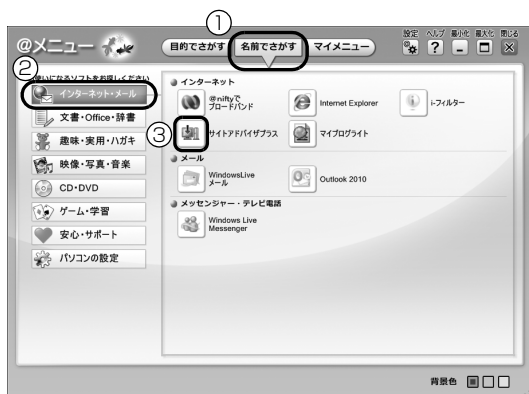 ①
@メニュー
目的でさがす 名前でさがす マイメニュー
設定 ヘルプ 最小化 最大化 閉じる
②
使いになるソフトをお探しください
インターネット・メール
文書・Office・辞書
趣味・実用・ハガキ
映像・写真・音楽
CD・DVD
ゲーム・学習
安心・サポート
パソコンの設定
インターネット
@niftyで
ブロードバンド
Internet Explorer
i-フィルター
③
サイトアドバイザプラス
マイブログライト
メール
WindowsLive
メール
Outlook 2010
メッセンジャー・テレビ電話
Windows Live
Messenger
背景色